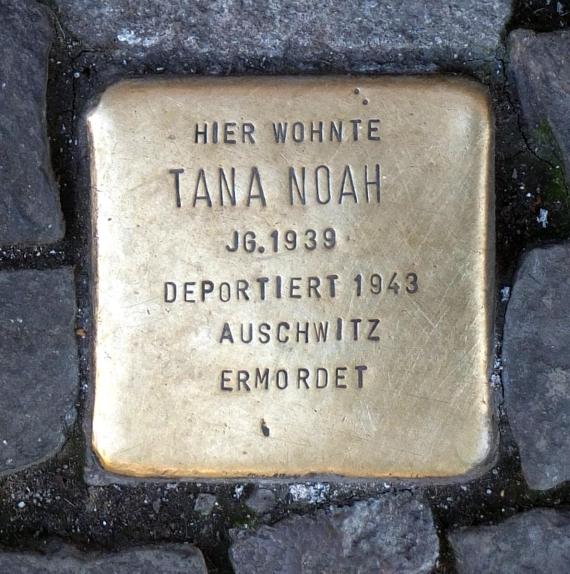 HIER WOHNTE
TANA NOAH
JG.1939
DEPORTIERT 1943
AUSCHWITZ
ERMORDET